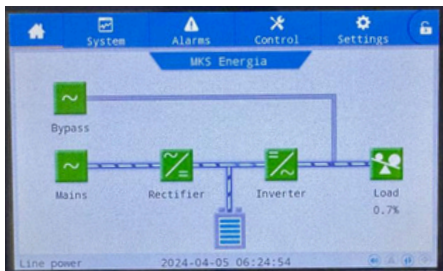 System Alarms Control Settings
MKS Energia
Bypass
Mains Rectifier Inverter Load
0.7%
Line power 2024-04-05 06:24:54